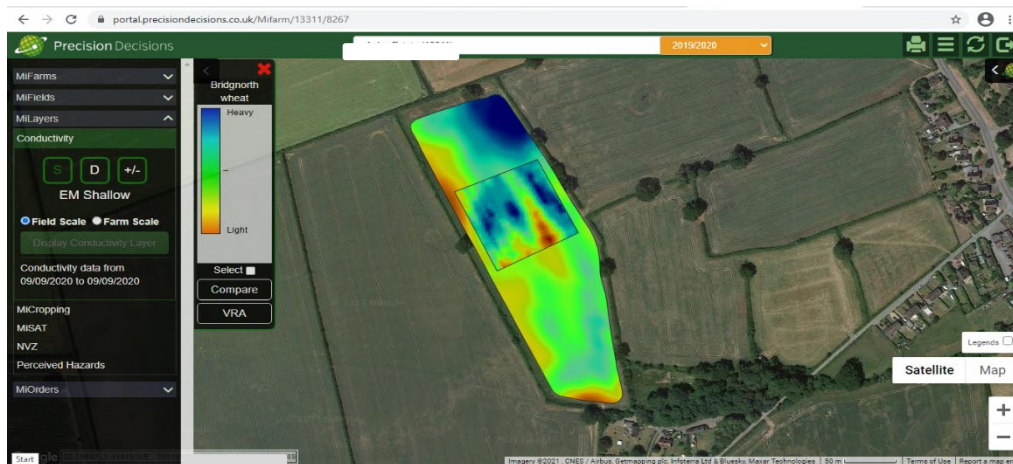 portal.precisiondecisions.co.uk/Mifarm/13311/8267
Precision Decisions
2019/2020
MiFarms
MiFields
MiLayers
Conductivity
S D +/-
EM Shallow
Field Scale Farm Scale
Display Conductivity Layer
Conductivity data from
09/09/2020 to 09/09/2020
MiCropping
MiSAT
NVZ
Perceived Hazards
MiOrders
Start
Bridgnorth
wheat
Heavy
Light
Select
Compare
VRA
Legends
Satellite Map
Imagery ©2021 , CNES / Airbus, Getmapping plc, Infoterra Ltd & Bluesky, Maxar Technologies 50 m Terms of Use Report a map er